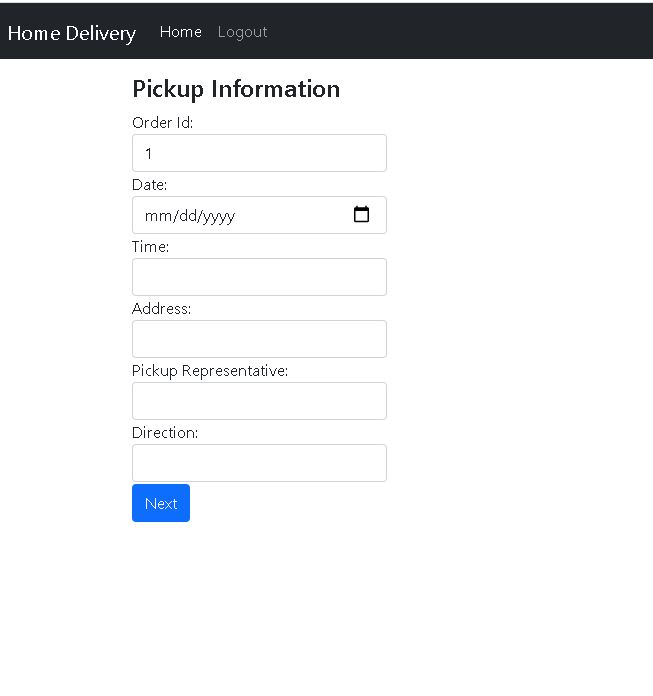 Home Delivery Home Logout
Pickup Information
Order Id:
1
Date:
mm/dd/yyyy
Time:
Address:
Pickup Representative:
Direction:
Next